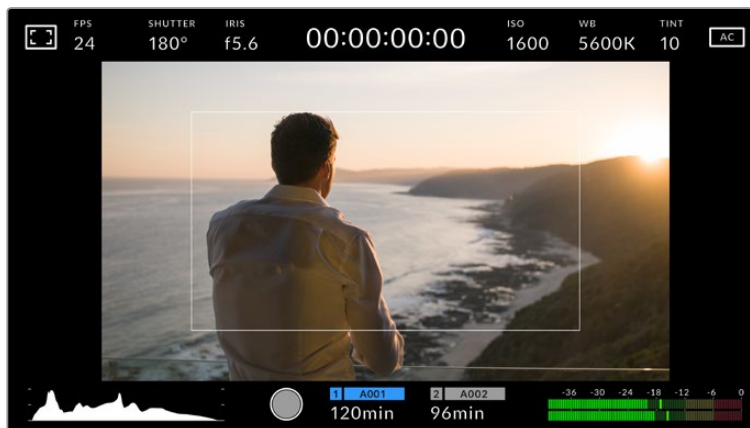 FPS SHUTTER IRIS ISO WB TINT
24 180° f5.6 00:00:00:00 1600 5600K 10 AC
1 A001 2 A002 -36 -30 -24 -18 -12 -6 0
120min 96min